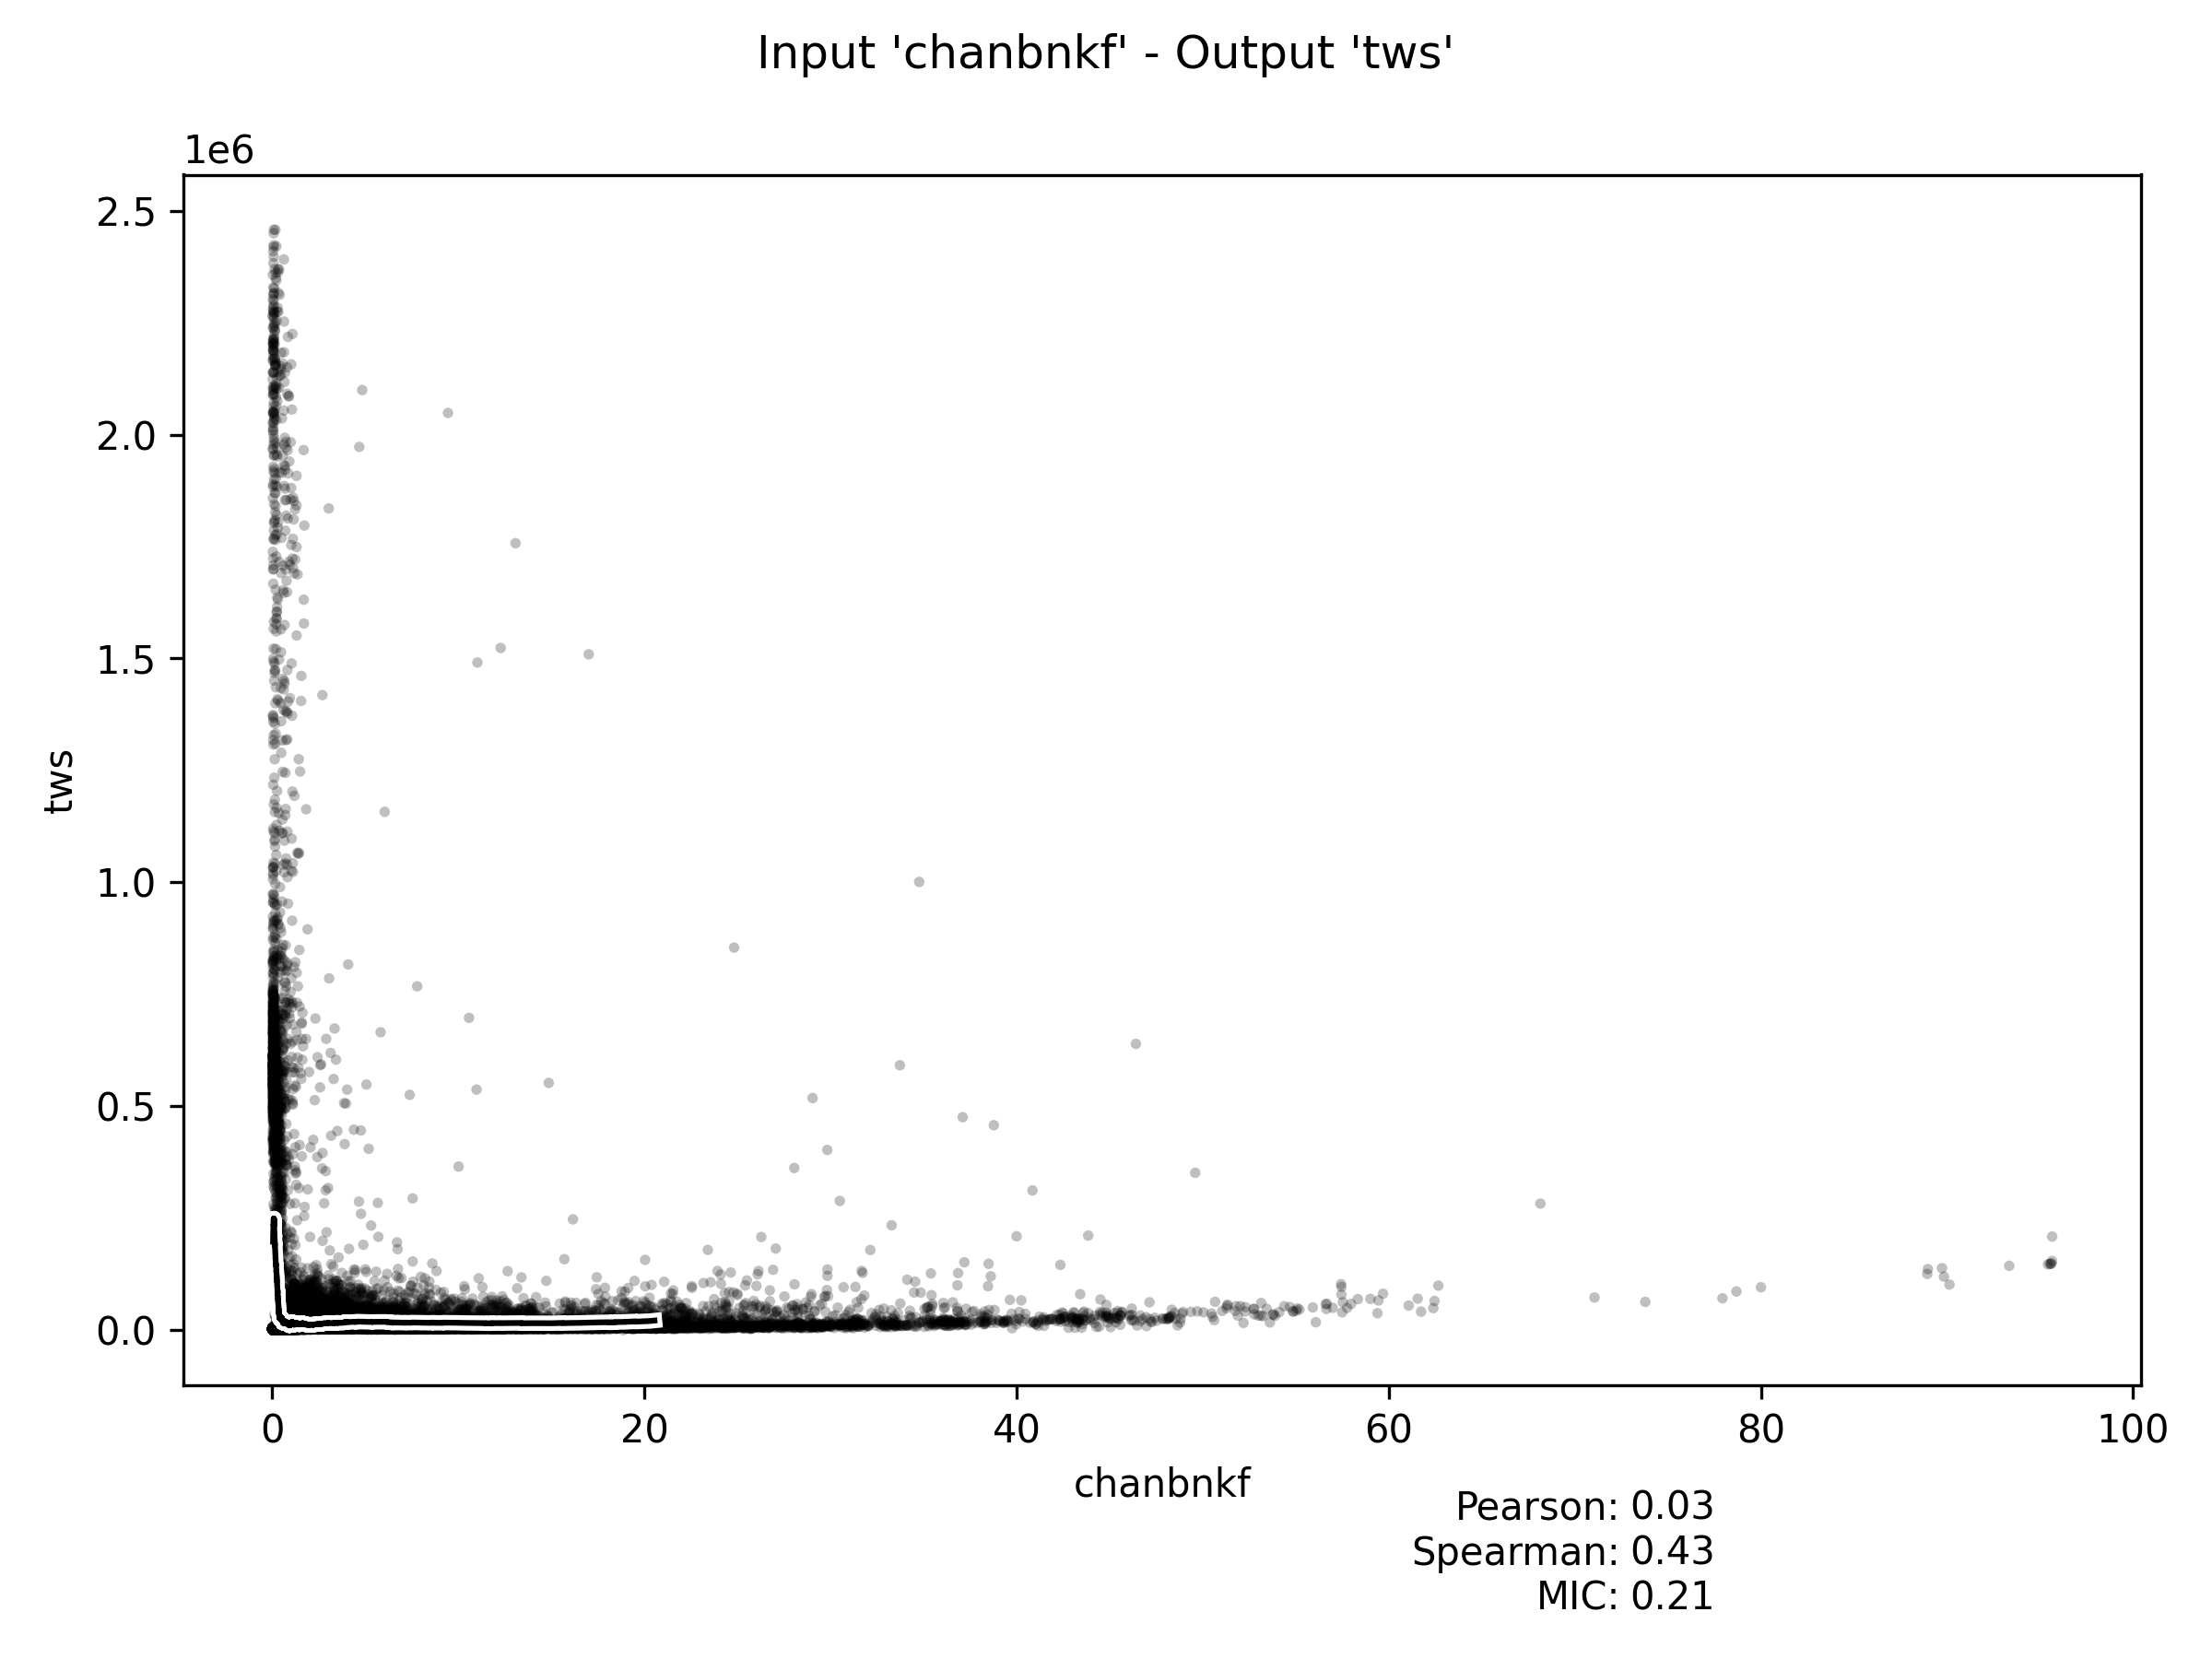 Input 'chanbnkf' - Output 'tws'
1e6
2.5
2.0
1.5
1.0
0.5
0.0
tws
0 20 40 60 80 100
chanbnkf
Pearson: 0.03
Spearman: 0.43
MIC: 0.21